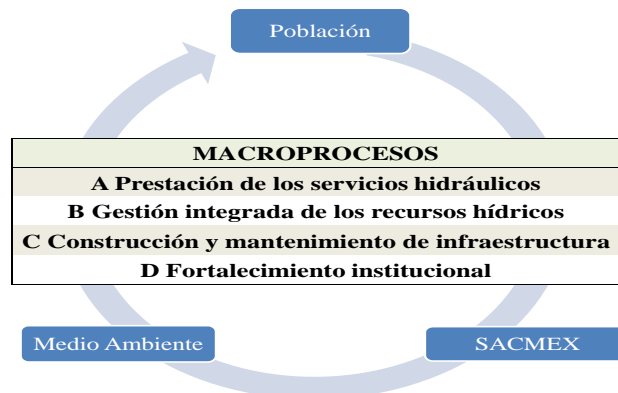 Población
MACROPROCESOS
A Prestación de los servicios hidráulicos
B Gestión integrada de los recursos hídricos
C Construcción y mantenimiento de infraestructura
D Fortalecimiento institucional
Medio Ambiente
SACMEX